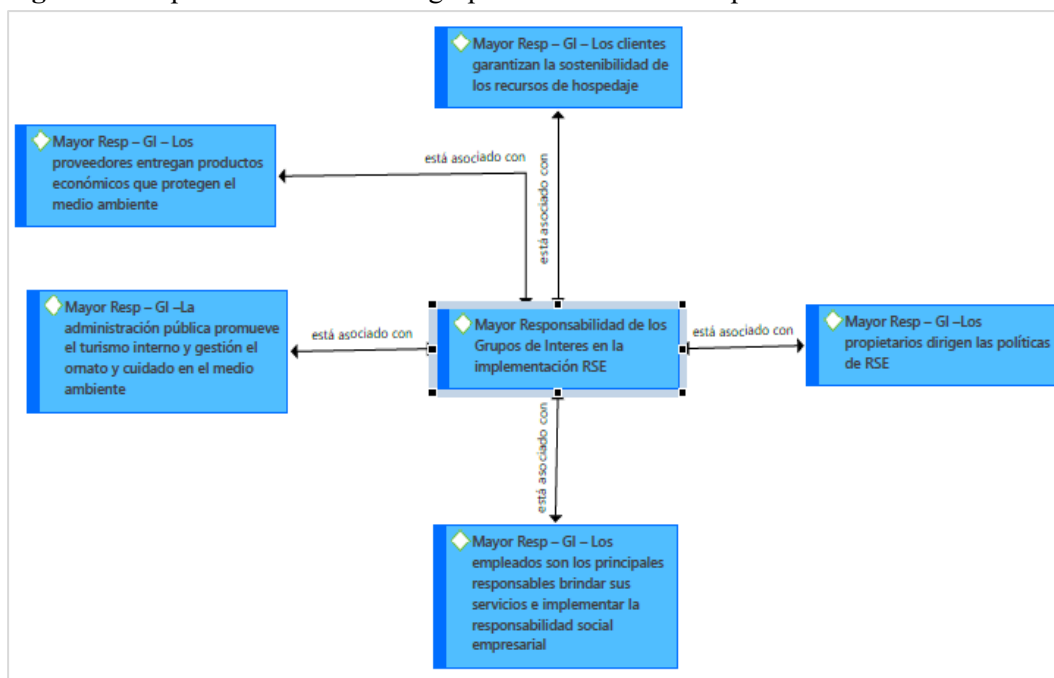 Mayor Resp – GI – Los clientes
garantizan la sostenibilidad de
los recursos de hospedaje
Mayor Resp – GI – Los
proveedores entregan productos
económicos que protegen el
medio ambiente
está asociado con
está asociado con
Mayor Resp – GI –La
administración pública promueve
el turismo interno y gestión el
ornato y cuidado en el medio
ambiente
está asociado con
Mayor Responsabilidad de los
Grupos de Interes en la
implementación RSE
está asociado con
Mayor Resp – GI –Los
propietarios dirigen las políticas
de RSE
está asociado con
Mayor Resp – GI – Los
empleados son los principales
responsables brindar sus
servicios e implementar la
responsabilidad social
empresarial